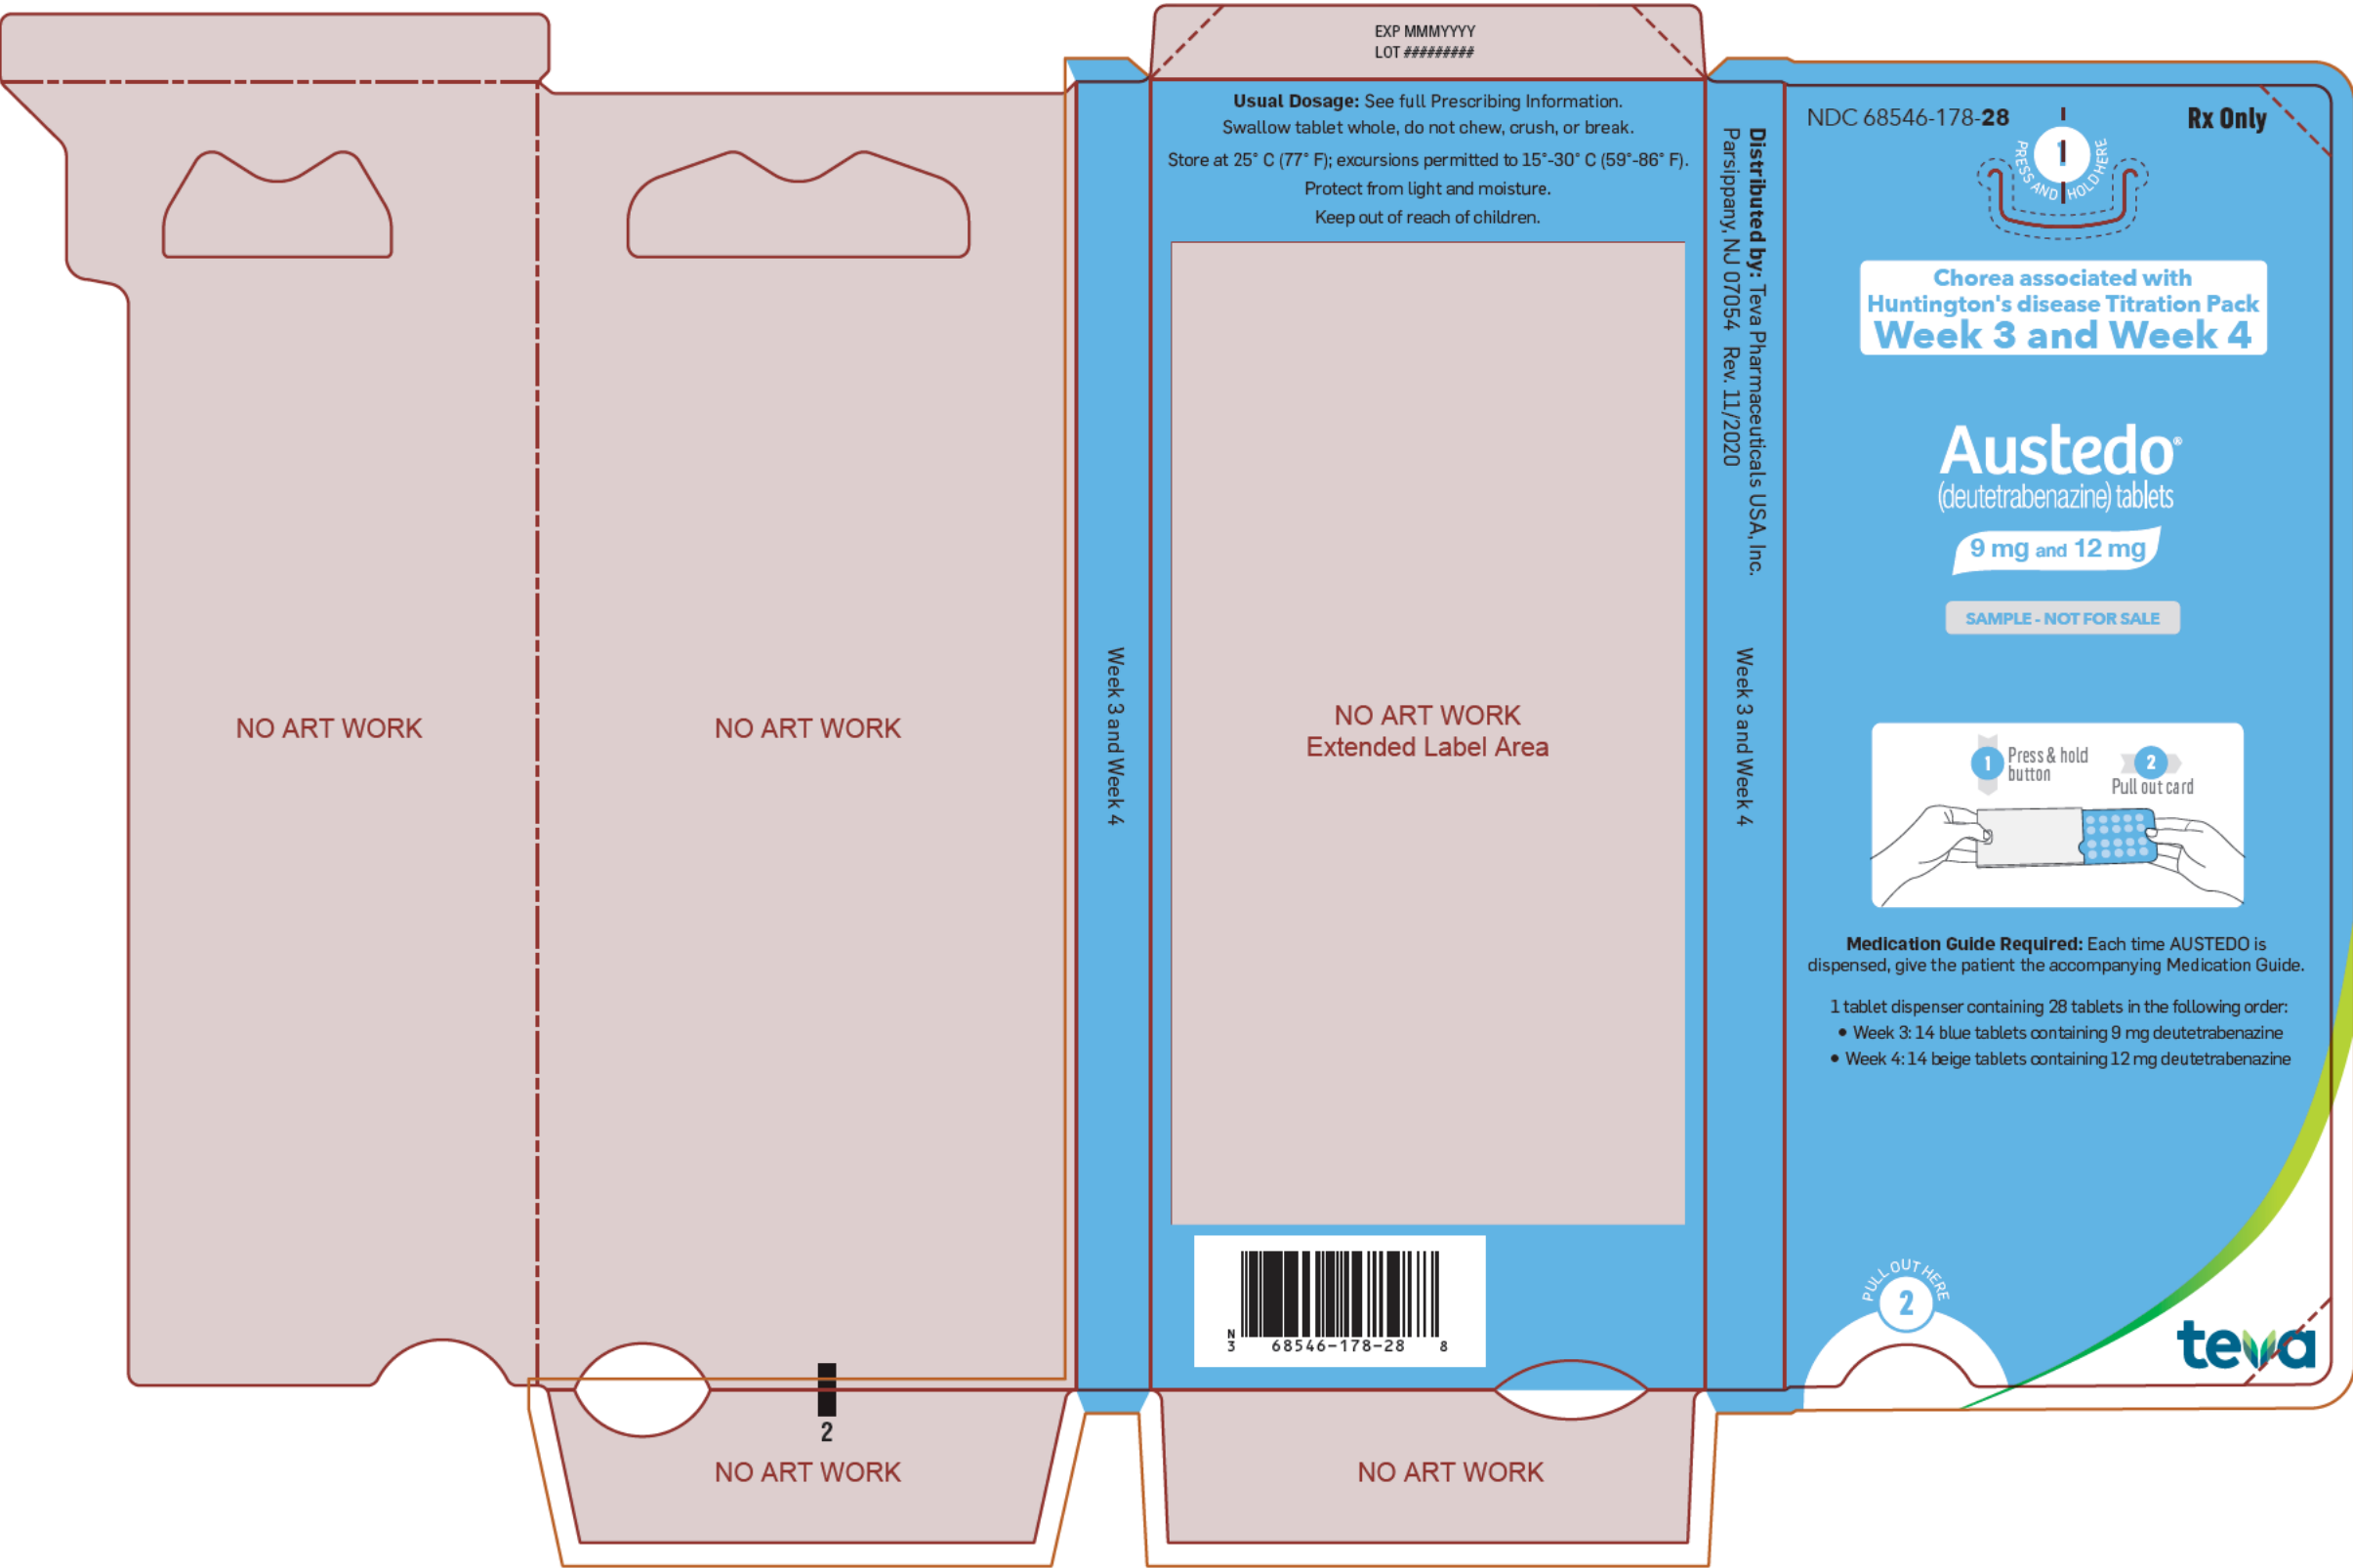 NO ART WORK
NO ART WORK
2
NO ART WORK
Week 3 and Week 4
EXP MMMYYYY
LOT #########
Usual Dosage: See full Prescribing Information.
Swallow tablet whole, do not chew, crush, or break.
Store at 25° C (77° F); excursions permitted to 15°-30° C (59°-86° F).
Protect from light and moisture.
Keep out of reach of children.
NO ART WORK
Extended Label Area
N
3 68546-178-28 8
NO ART WORK
Distributed by: Teva Pharmaceuticals USA, Inc.
Parsippany, NJ 07054 Rev. 11/2020
Week 3 and Week 4
NDC 68546-178-28
Rx Only
1
PRESS AND HOLD HERE
Chorea associated with
Huntington's disease Titration Pack
Week 3 and Week 4
Austedo®
(deutetrabenazine) tablets
9 mg and 12 mg
SAMPLE - NOT FOR SALE
1 Press & hold
button
2
Pull out card
Medication Guide Required: Each time AUSTEDO is
dispensed, give the patient the accompanying Medication Guide.
1 tablet dispenser containing 28 tablets in the following order:
• Week 3: 14 blue tablets containing 9 mg deutetrabenazine
• Week 4: 14 beige tablets containing 12 mg deutetrabenazine
PULL OUT HERE
2
teva